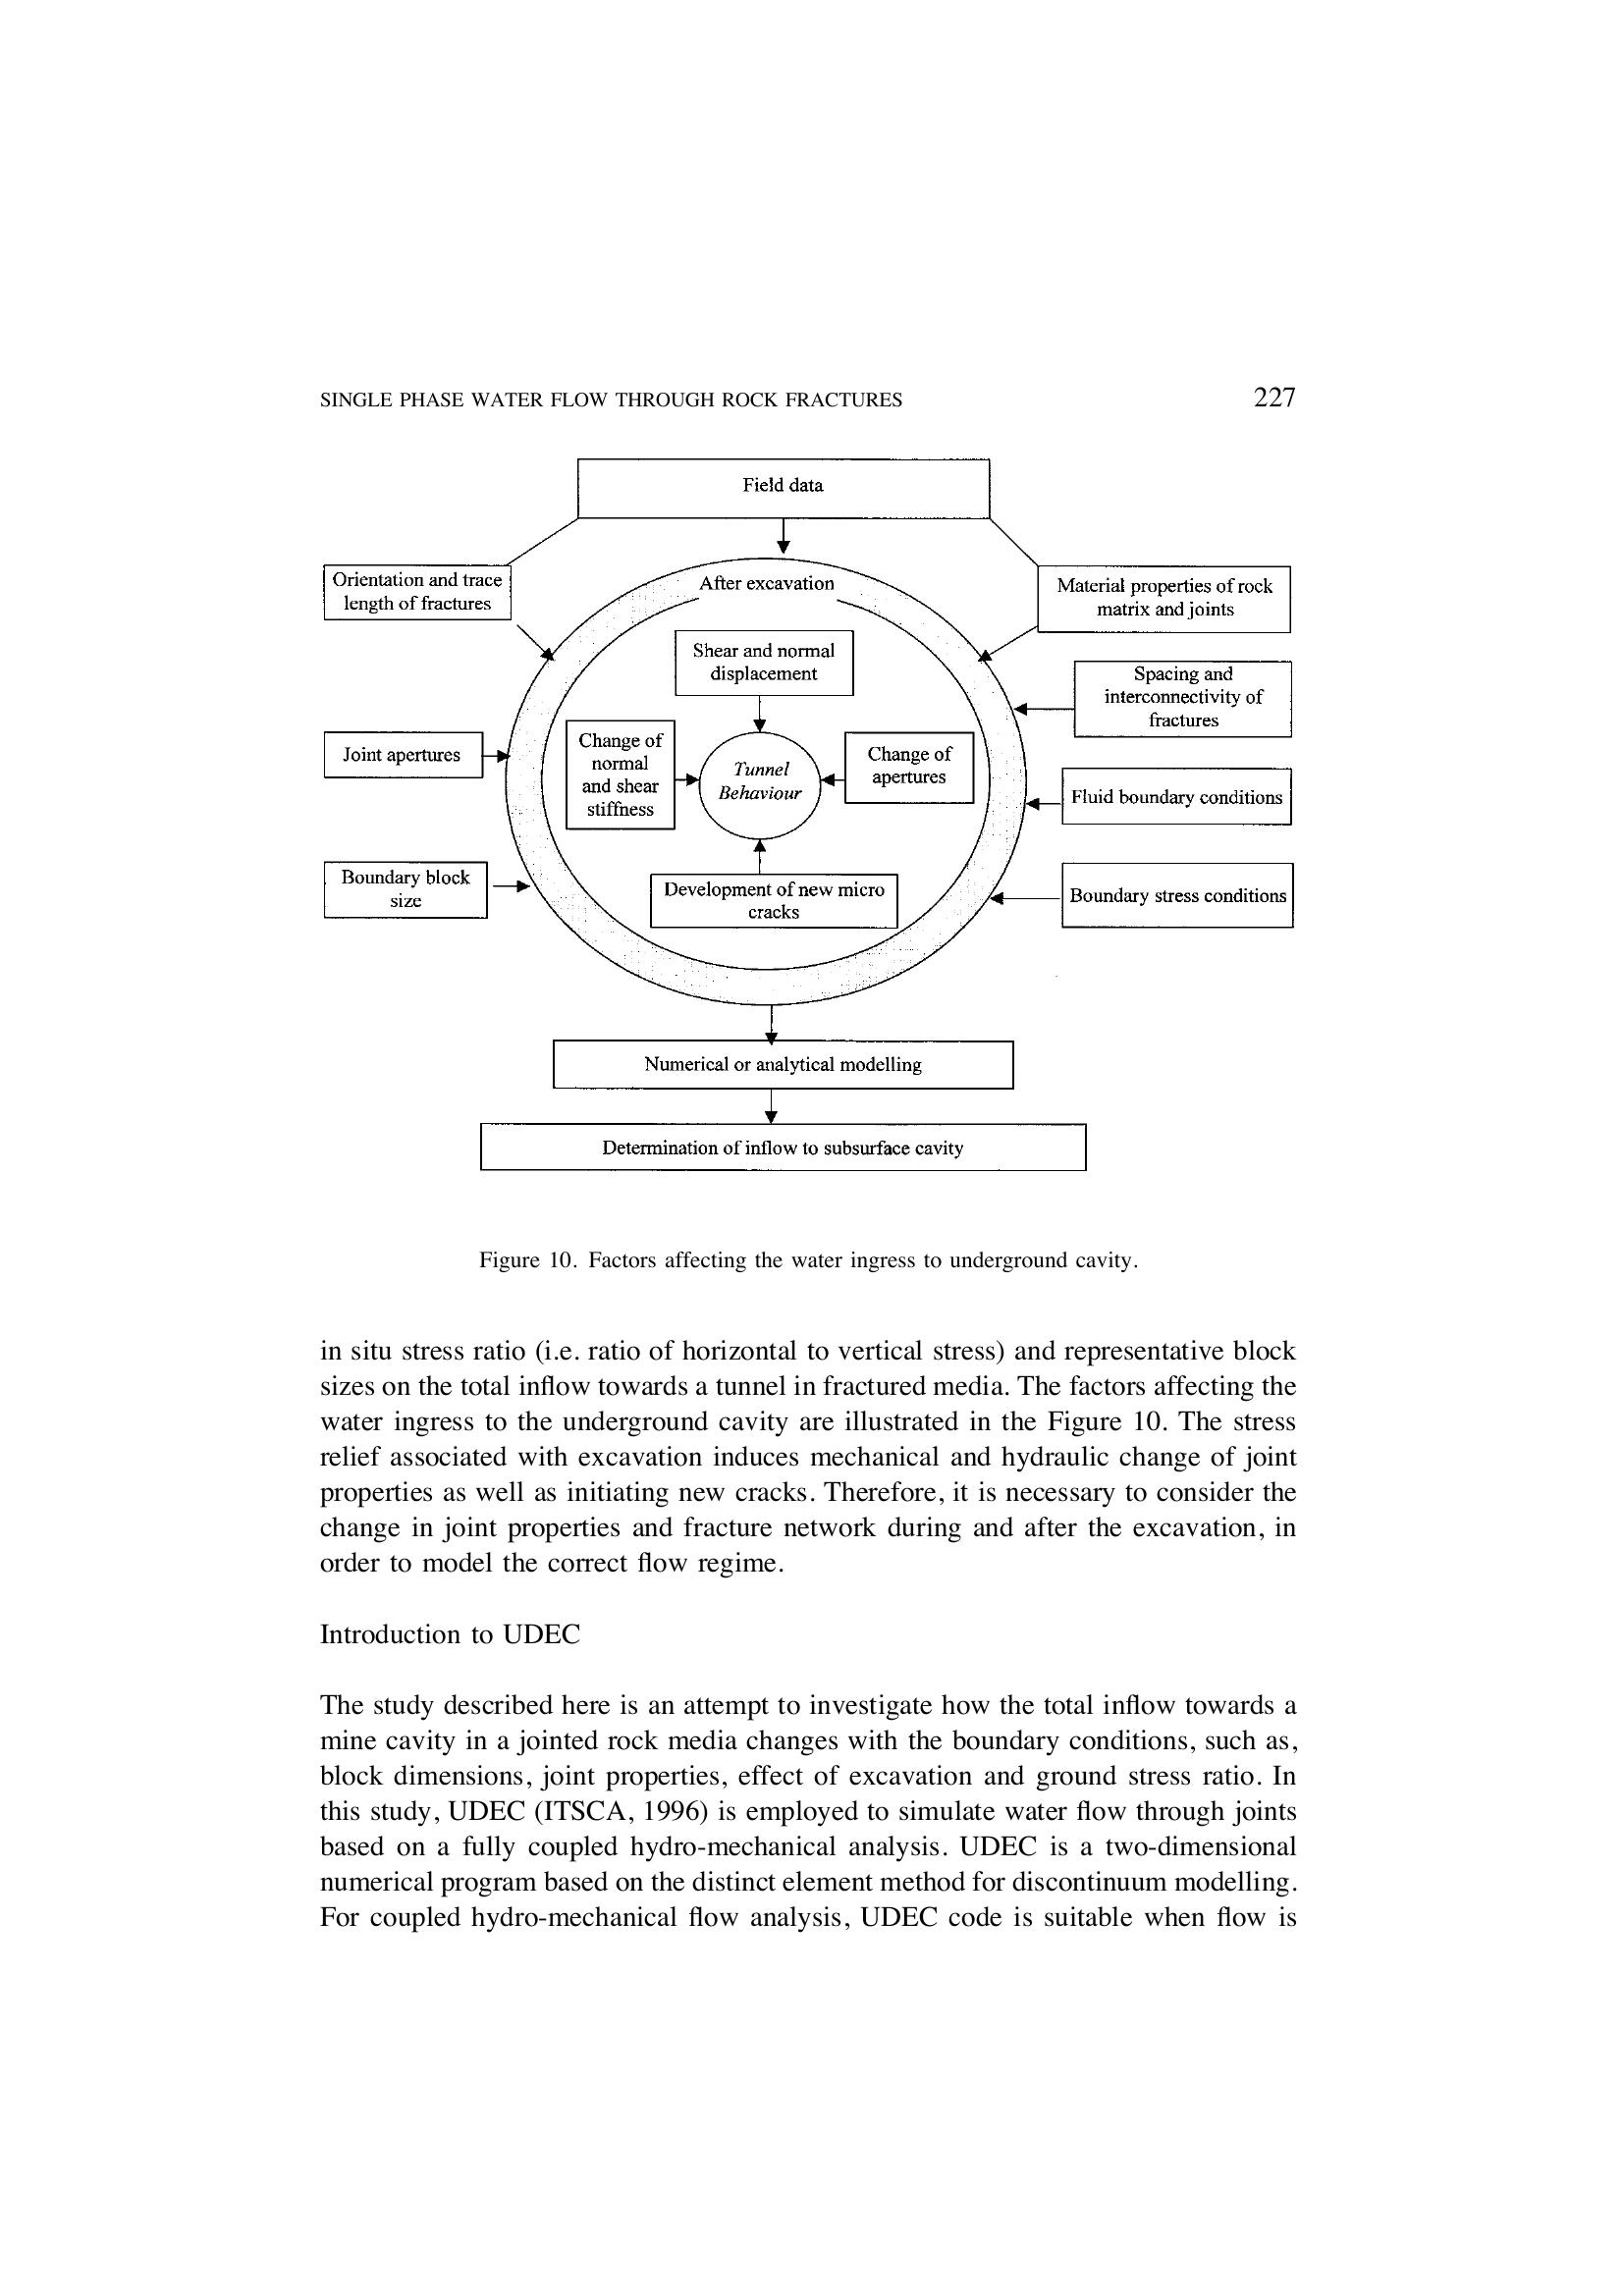 SINGLE PHASE WATER FLOW THROUGH ROCK FRACTURES 227
Field data
Orientation and trace
length of fractures
After excavation
Material properties of rock
matrix and joints
Shear and normal
displacement
Spacing and
interconnectivity of
fractures
Joint apertures
Change of
normal
and shear
stiffness
Tunnel
Behaviour
Change of
apertures
Fluid boundary conditions
Boundary block
size
Development of new micro
cracks
Boundary stress conditions
Numerical or analytical modelling
Determination of inflow to subsurface cavity
Figure 10. Factors affecting the water ingress to underground cavity.
in situ stress ratio (i.e. ratio of horizontal to vertical stress) and representative block
sizes on the total inflow towards a tunnel in fractured media. The factors affecting the
water ingress to the underground cavity are illustrated in the Figure 10. The stress
relief associated with excavation induces mechanical and hydraulic change of joint
properties as well as initiating new cracks. Therefore, it is necessary to consider the
change in joint properties and fracture network during and after the excavation, in
order to model the correct flow regime.
Introduction to UDEC
The study described here is an attempt to investigate how the total inflow towards a
mine cavity in a jointed rock media changes with the boundary conditions, such as,
block dimensions, joint properties, effect of excavation and ground stress ratio. In
this study, UDEC (ITSCA, 1996) is employed to simulate water flow through joints
based on a fully coupled hydro-mechanical analysis. UDEC is a two-dimensional
numerical program based on the distinct element method for discontinuum modelling.
For coupled hydro-mechanical flow analysis, UDEC code is suitable when flow is